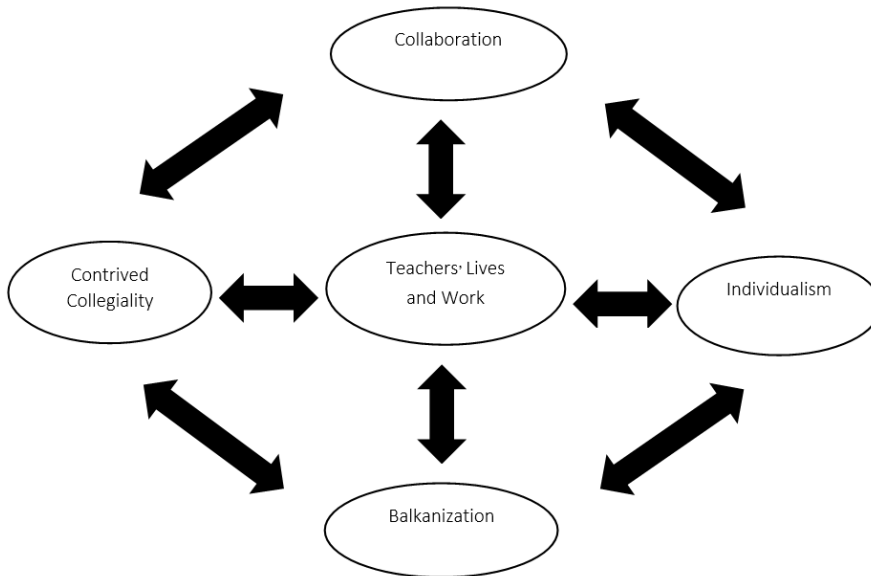 Collaboration
Contrived
Collegiality
Teachers' Lives
and Work
Individualism
Balkanization